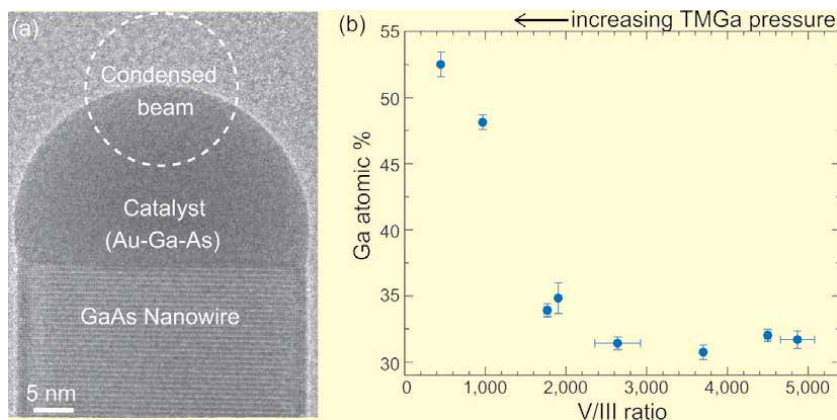 (a)
Condensed
beam
Catalyst
(Au-Ga-As)
GaAs Nanowire
5 nm
(b)
increasing TMGa pressure
Ga atomic %
55
50
45
40
35
30
0
1,000
2,000
3,000
4,000
5,000
V/III ratio